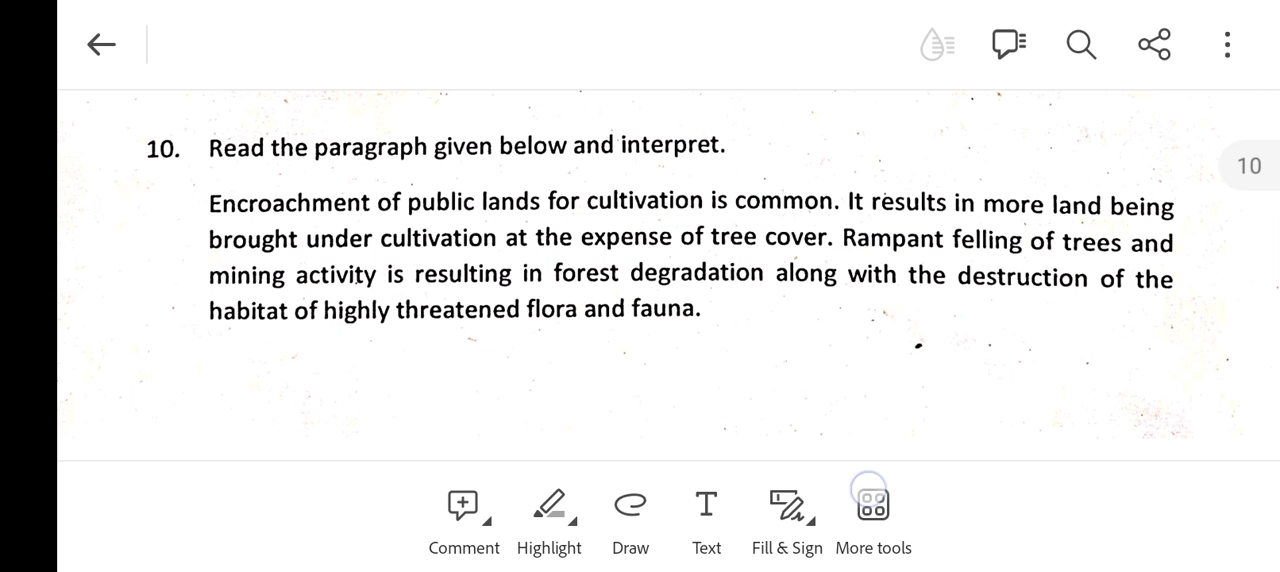 10. Read the paragraph given below and interpret.
10
Encroachment of public lands for cultivation is common. It results in more land being
brought under cultivation at the expense of tree cover. Rampant felling of trees and
mining activity is resulting in forest degradation along with the destruction of the
habitat of highly threatened flora and fauna.
Comment Highlight Draw Text Fill & Sign More tools